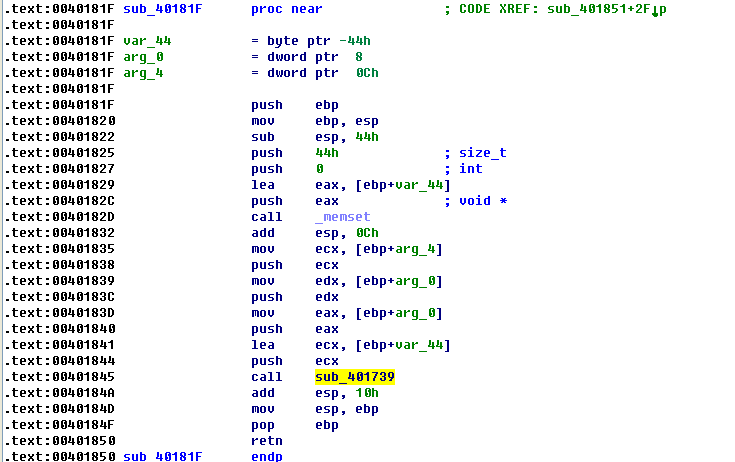 .text:0040181F sub_40181F      proc near               ; CODE XREF: sub_401851+2F↓p
.text:0040181F
.text:0040181F var_44          = byte ptr -44h
.text:0040181F arg_0           = dword ptr  8
.text:0040181F arg_4           = dword ptr  0Ch
.text:0040181F
.text:0040181F                 push    ebp
.text:00401820                 mov     ebp, esp
.text:00401822                 sub     esp, 44h
.text:00401825                 push    44h             ; size_t
.text:00401827                 push    0               ; int
.text:00401829                 lea     eax, [ebp+var_44]
.text:0040182C                 push    eax             ; void *
.text:0040182D                 call    _memset
.text:00401832                 add     esp, 0Ch
.text:00401835                 mov     ecx, [ebp+arg_4]
.text:00401838                 push    ecx
.text:00401839                 mov     edx, [ebp+arg_0]
.text:0040183C                 push    edx
.text:0040183D                 mov     eax, [ebp+arg_0]
.text:00401840                 push    eax
.text:00401841                 lea     ecx, [ebp+var_44]
.text:00401844                 push    ecx
.text:00401845                 call    sub_401739
.text:0040184A                 add     esp, 10h
.text:0040184D                 mov     esp, ebp
.text:0040184F                 pop     ebp
.text:00401850                 retn
.text:00401850 sub_40181F      endp